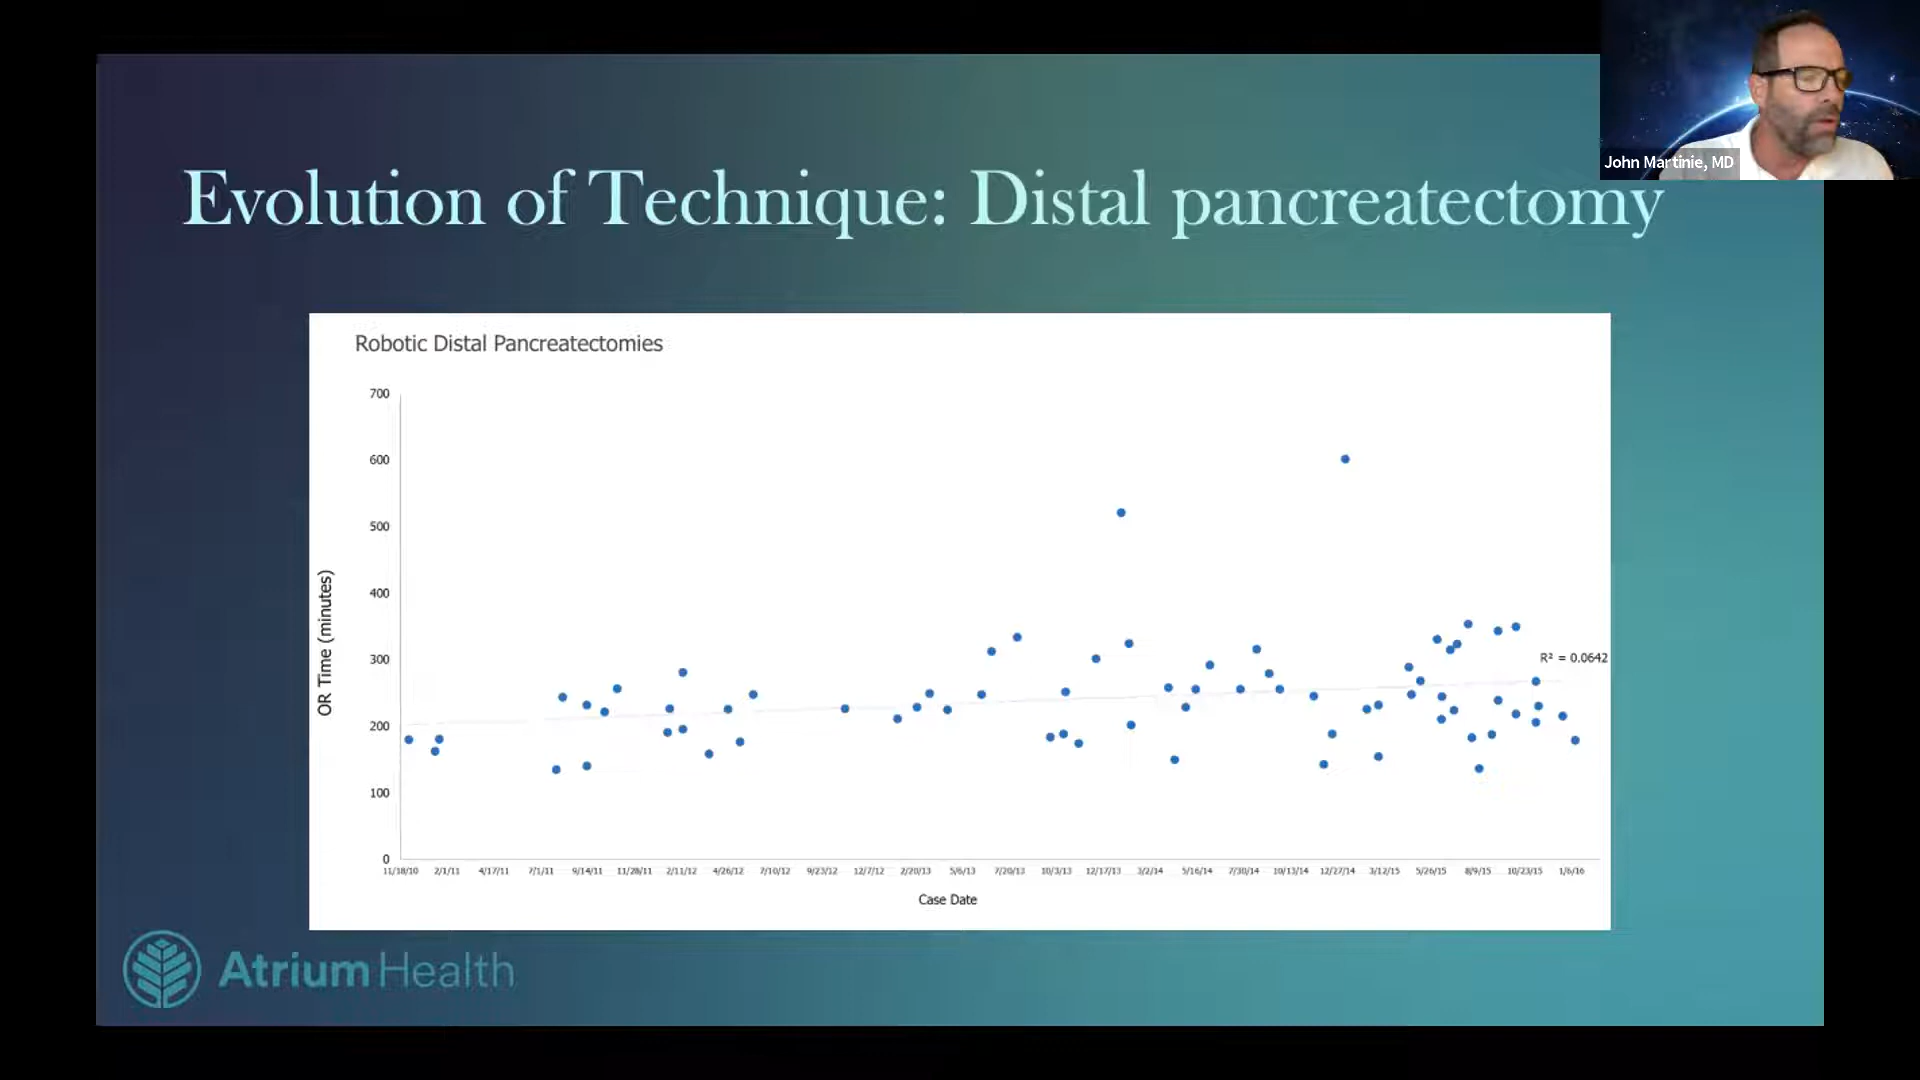 John Martinie, MD
Evolution of Technique: Distal pancreatectomy
Robotic Distal Pancreatectomies
700
600
500
400
300
200
100
0
OR Time (minutes)
R² = 0.0642
11/18/10 2/1/11 4/17/11 7/1/11 9/14/11 11/28/11 2/11/12 4/26/12 7/10/12 9/23/12 12/7/12 2/20/13 5/6/13 7/20/13 10/3/13 12/17/13 3/2/14 5/16/14 7/30/14 10/13/14 12/27/14 3/12/15 5/26/15 8/9/15 10/23/15 1/6/16
Case Date
Atrium Health